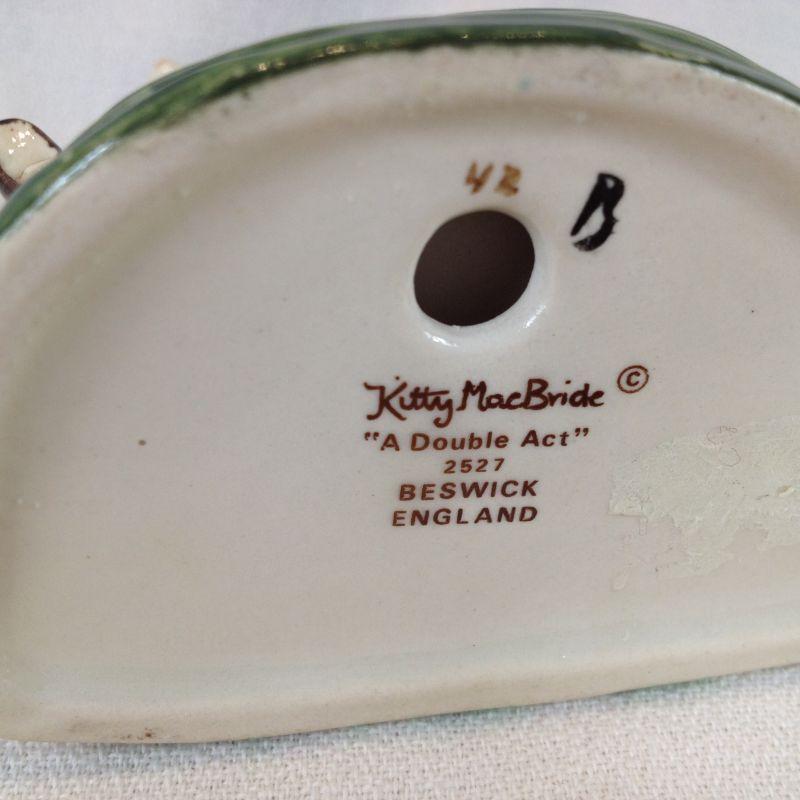 42 B
Kitty MacBride ©
"A Double Act"
2527
BESWICK
ENGLAND